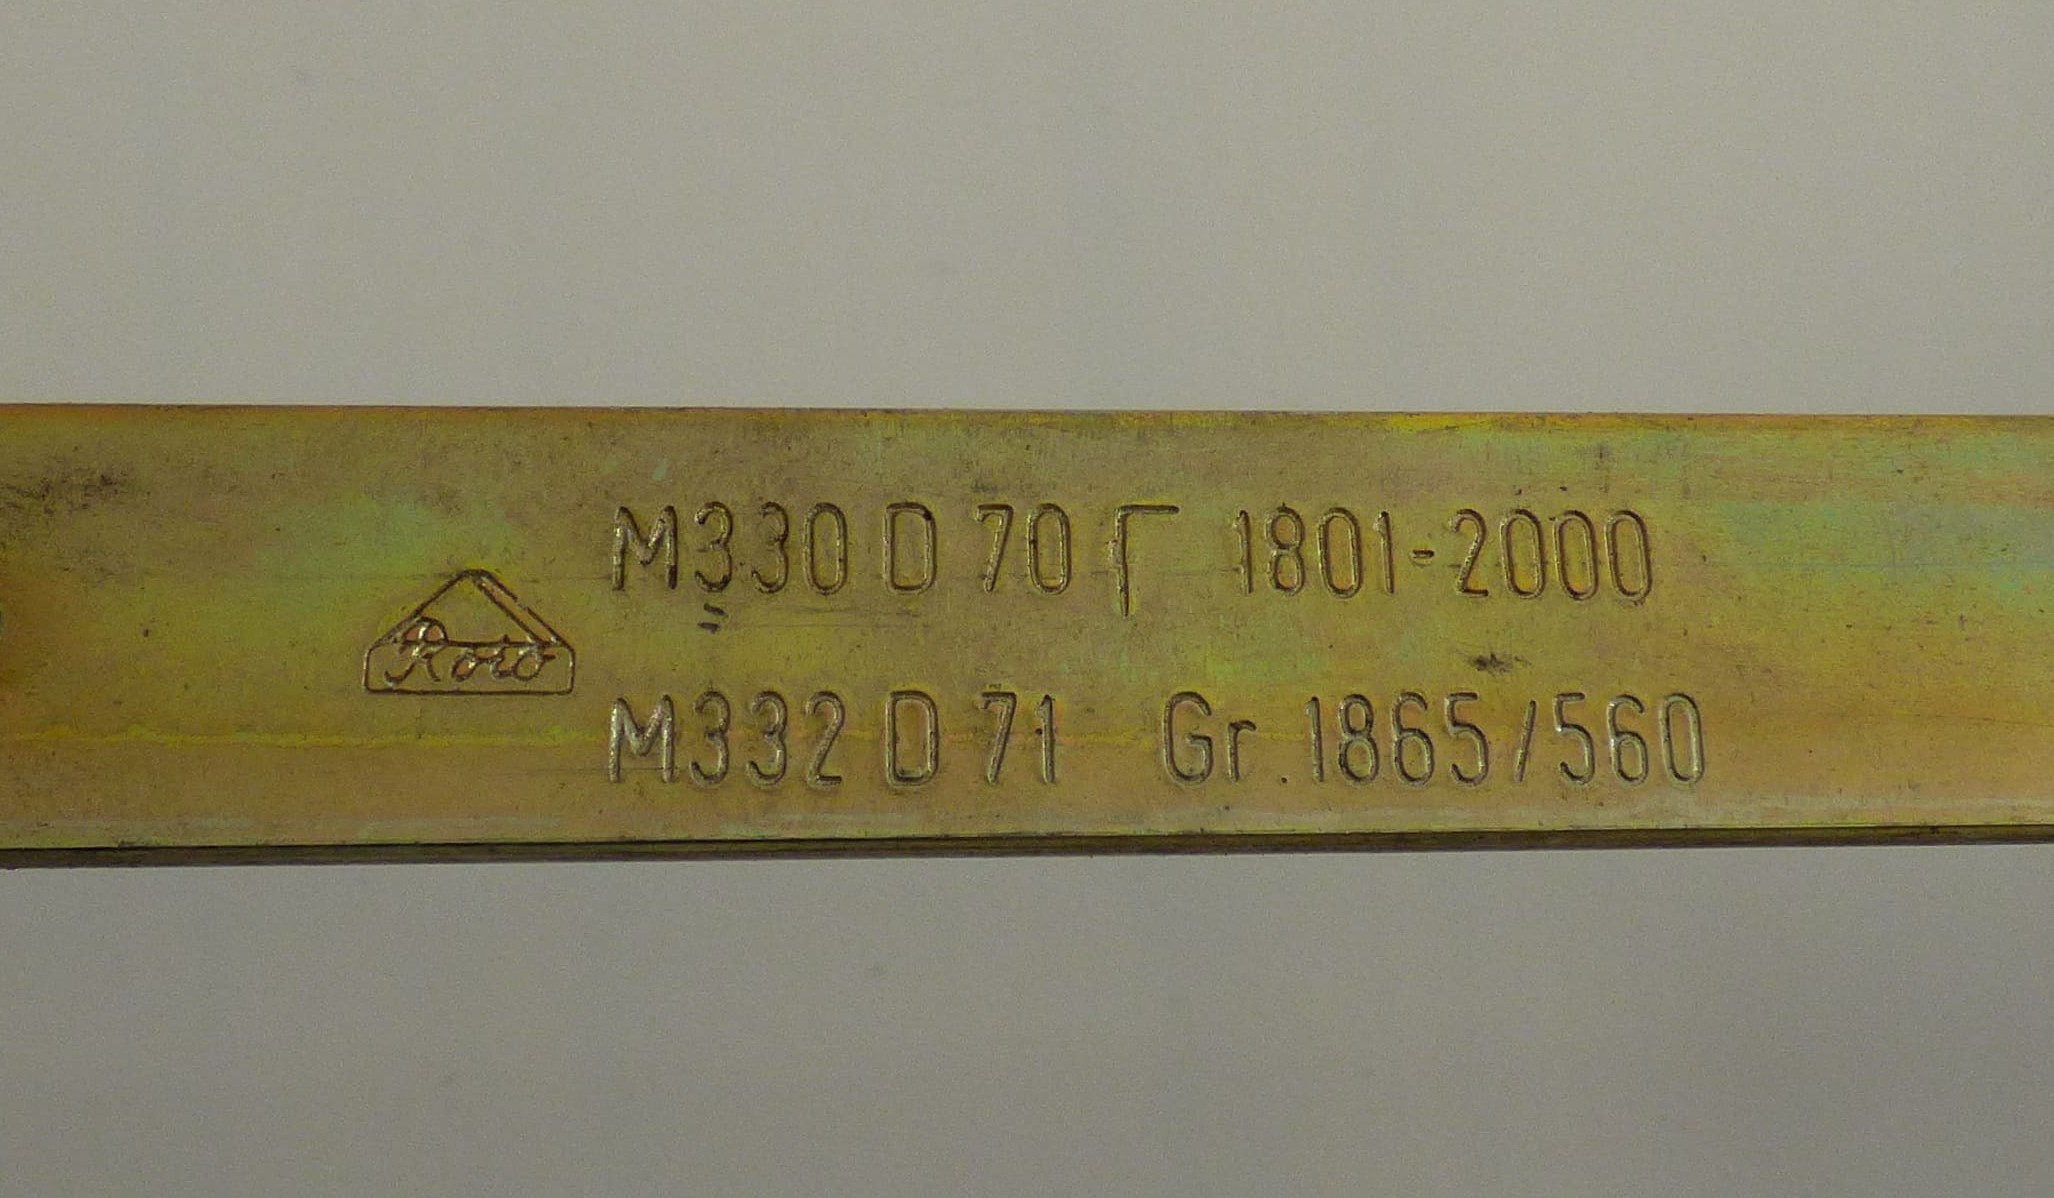 M330 D 70 Γ 1801-2000
Roto
M332 D 71 Gr.1865/560